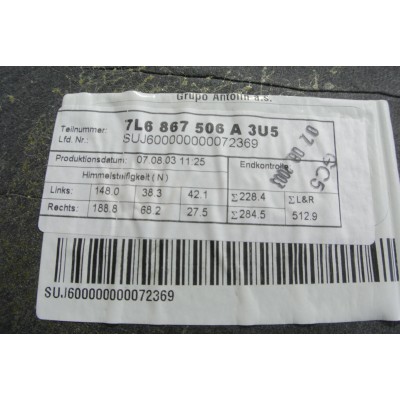 Grupo Antolin a.s.
Teilnummer: 7L6 867 506 A 3U5
Lfd. Nr.: SUJ600000000072369
Produktionsdatum: 07.08.03 11:25 Endkontrolle
Himmelsteifigkeit ( N )
Links: 148.0 38.3 42.1 Σ228.4 ΣL&R
Rechts: 188.8 68.2 27.5 Σ284.5 512.9
SUJ600000000072369